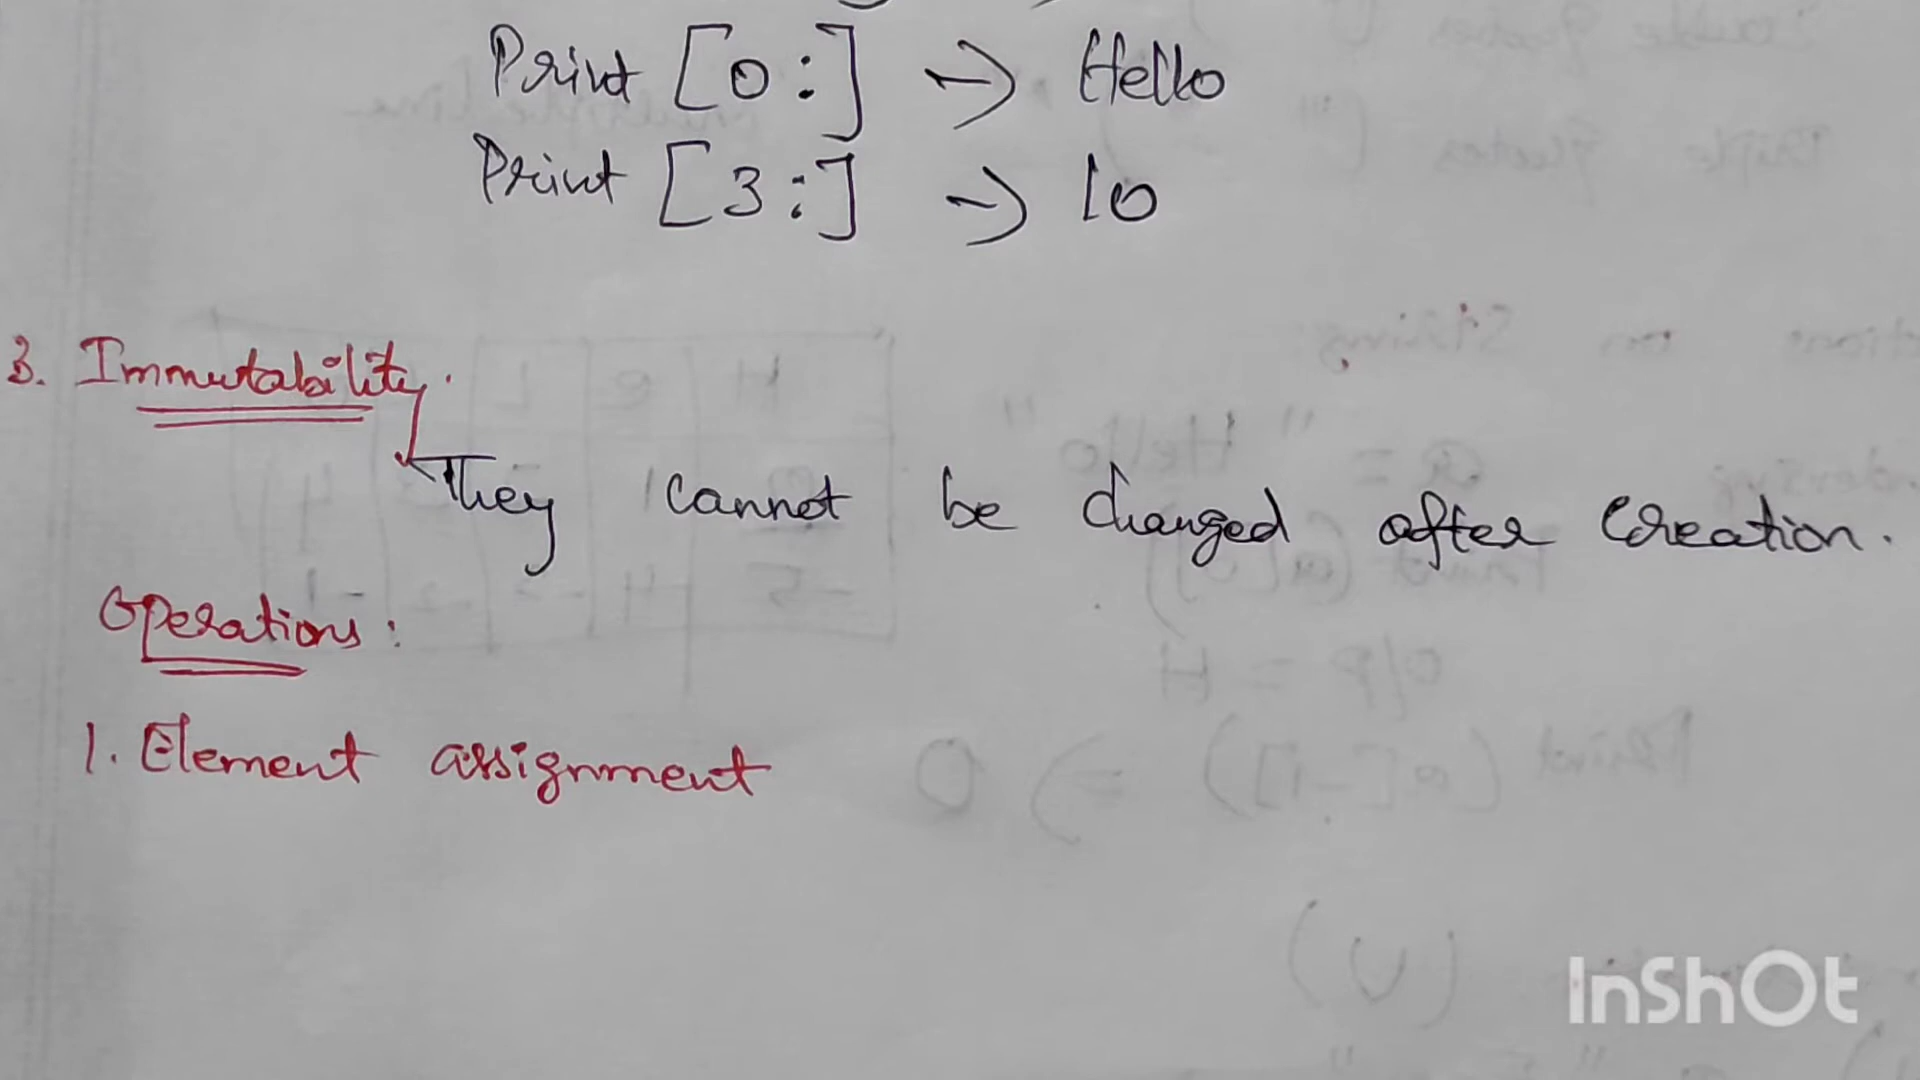 Print [0:] → Hello
Print [3:] → lo
3. Immutability.
They cannot be changed after creation.
Operations:
1. Element assignment
InShOt